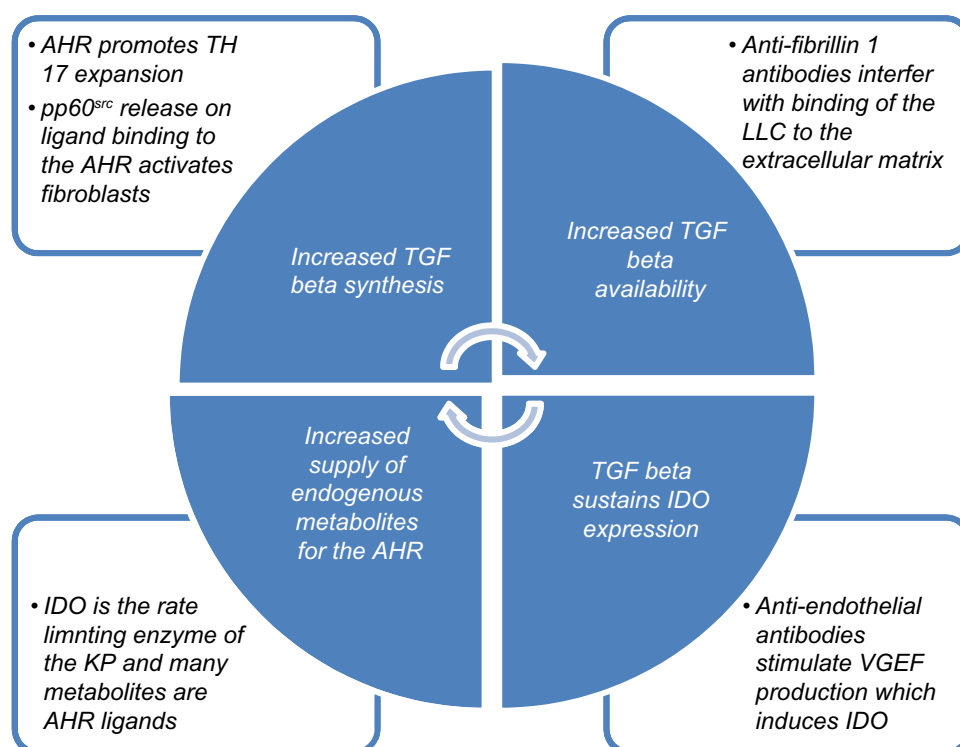 • AHR promotes TH
17 expansion
• pp60src release on
ligand binding to
the AHR activates
fibroblasts
• Anti-fibrillin 1
antibodies interfer
with binding of the
LLC to the
extracellular matrix
Increased TGF
beta synthesis
Increased TGF
beta
availability
Increased
supply of
endogenous
metabolites
for the AHR
TGF beta
sustains IDO
expression
• IDO is the rate
limnting enzyme of
the KP and many
metabolites are
AHR ligands
• Anti-endothelial
antibodies
stimulate VGEF
production which
induces IDO